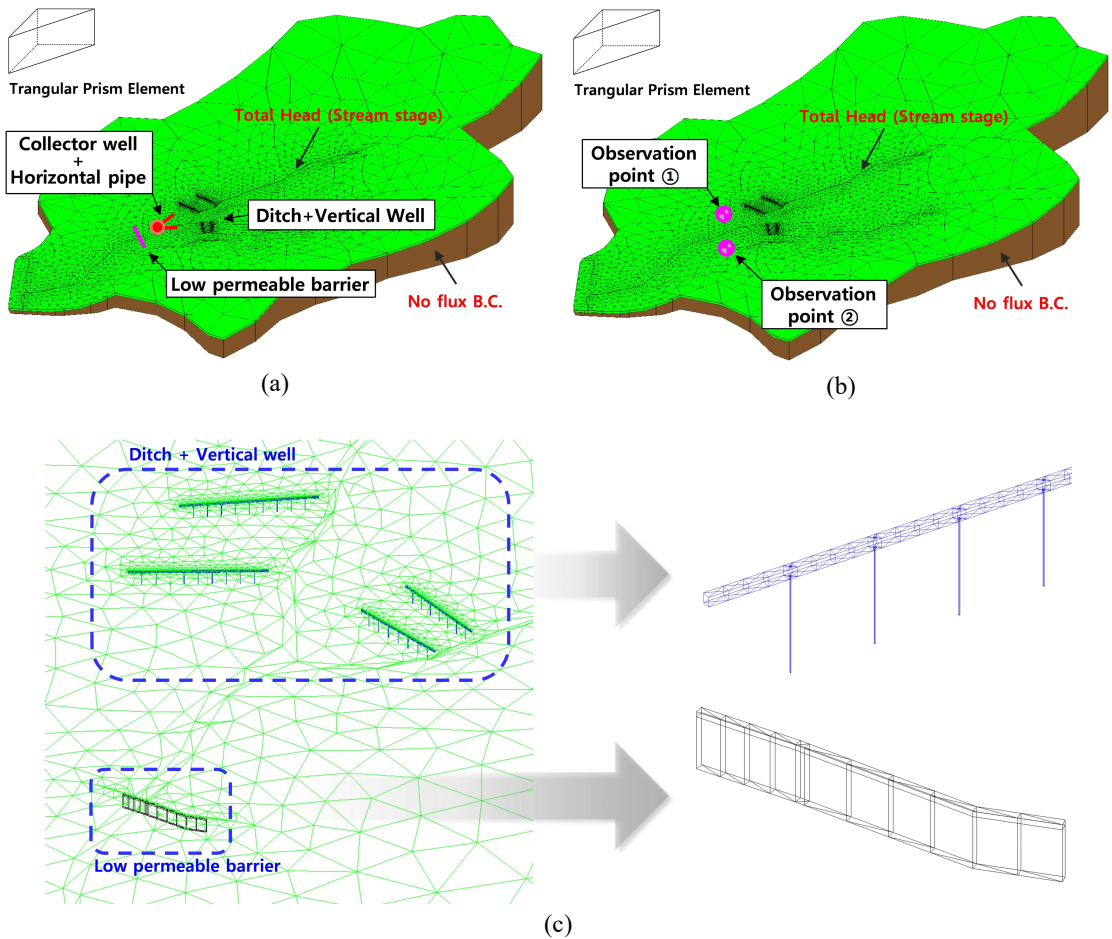 Trangular Prism Element
Total Head (Stream stage)
Collector well
+
Horizontal pipe
Ditch+Vertical Well
Low permeable barrier
No flux B.C.
(a)
Trangular Prism Element
Total Head (Stream stage)
Observation
point ①
Observation
point ②
No flux B.C.
(b)
Ditch + Vertical well
Low permeable barrier
(c)